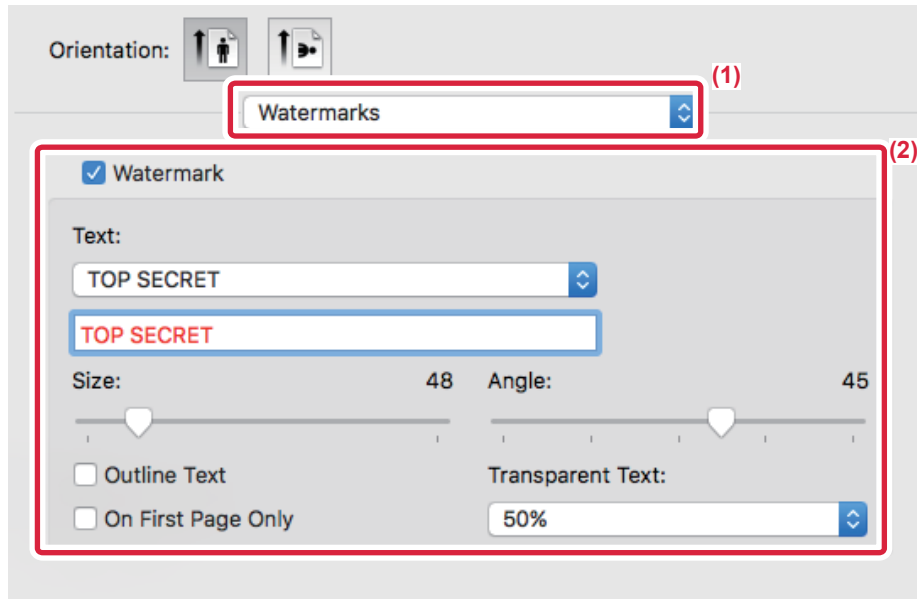 Orientation:
(1)
Watermarks
(2)
Watermark
Text:
TOP SECRET
TOP SECRET
Size: 48 Angle: 45
Outline Text Transparent Text:
On First Page Only 50%